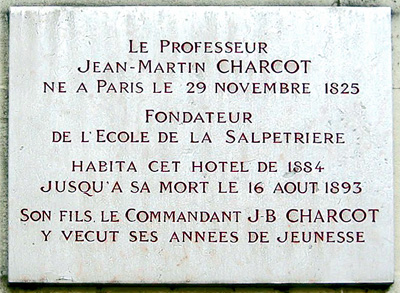 LE PROFESSEUR
JEAN-MARTIN CHARCOT
NE A PARIS LE 29 NOVEMBRE 1825
FONDATEUR
DE L'ECOLE DE LA SALPETRIERE
HABITA CET HOTEL DE 1884
JUSQU'A SA MORT LE 16 AOUT 1893
SON FILS, LE COMMANDANT J-B CHARCOT
Y VECUT SES ANNEES DE JEUNESSE